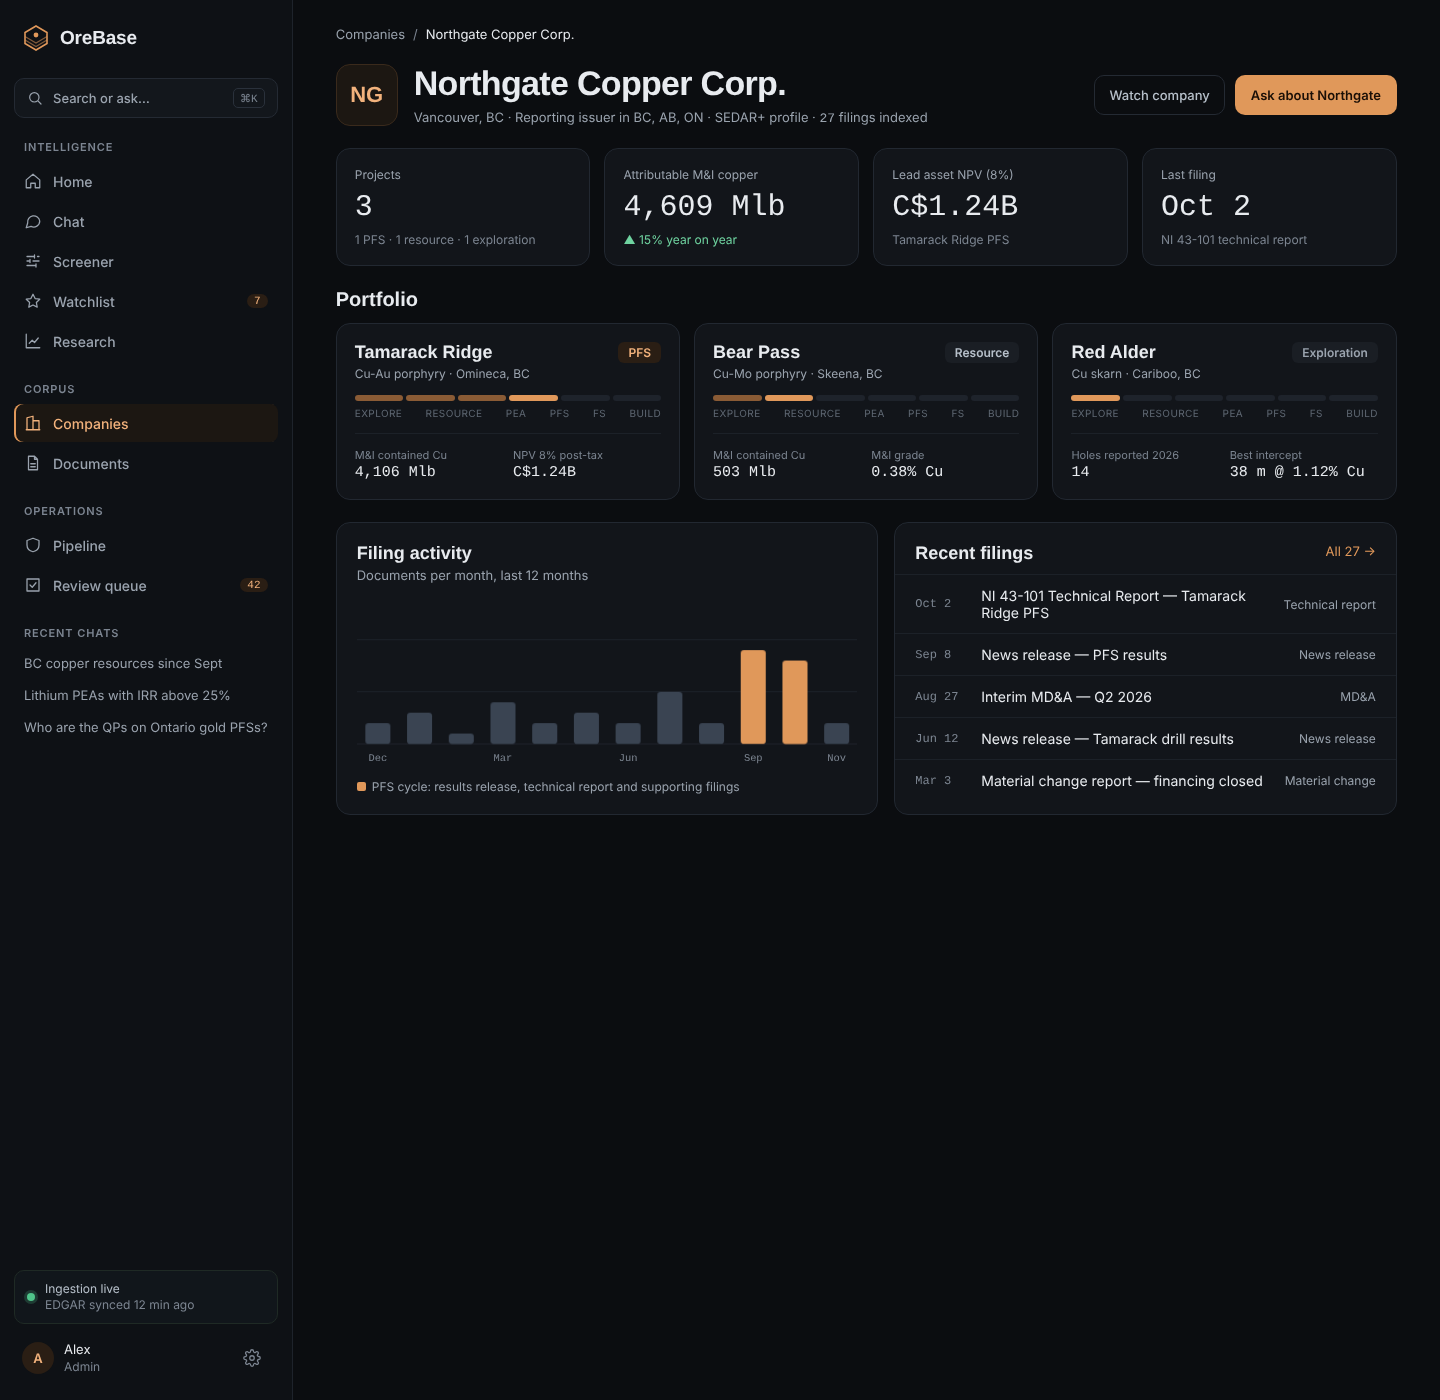 OreBase
Search or ask...
⌘K
INTELLIGENCE
Home
Chat
Screener
Watchlist 7
Research
CORPUS
Companies
Documents
OPERATIONS
Pipeline
Review queue 42
RECENT CHATS
BC copper resources since Sept
Lithium PEAs with IRR above 25%
Who are the QPs on Ontario gold PFSs?
Ingestion live
EDGAR synced 12 min ago
A
Alex
Admin
Companies / Northgate Copper Corp.
NG
Northgate Copper Corp.
Vancouver, BC · Reporting issuer in BC, AB, ON · SEDAR+ profile · 27 filings indexed
Watch company
Ask about Northgate
Projects
3
1 PFS · 1 resource · 1 exploration
Attributable M&I copper
4,609 Mlb
▲ 15% year on year
Lead asset NPV (8%)
C$1.24B
Tamarack Ridge PFS
Last filing
Oct 2
NI 43-101 technical report
Portfolio
Tamarack Ridge PFS
Cu-Au porphyry · Omineca, BC
EXPLORE RESOURCE PEA PFS FS BUILD
M&I contained Cu NPV 8% post-tax
4,106 Mlb C$1.24B
Bear Pass Resource
Cu-Mo porphyry · Skeena, BC
EXPLORE RESOURCE PEA PFS FS BUILD
M&I contained Cu M&I grade
503 Mlb 0.38% Cu
Red Alder Exploration
Cu skarn · Cariboo, BC
EXPLORE RESOURCE PEA PFS FS BUILD
Holes reported 2026 Best intercept
14 38 m @ 1.12% Cu
Filing activity
Documents per month, last 12 months
Dec Mar Jun Sep Nov
PFS cycle: results release, technical report and supporting filings
Recent filings All 27 →
Oct 2 NI 43-101 Technical Report — Tamarack
Ridge PFS Technical report
Sep 8 News release — PFS results News release
Aug 27 Interim MD&A — Q2 2026 MD&A
Jun 12 News release — Tamarack drill results News release
Mar 3 Material change report — financing closed Material change